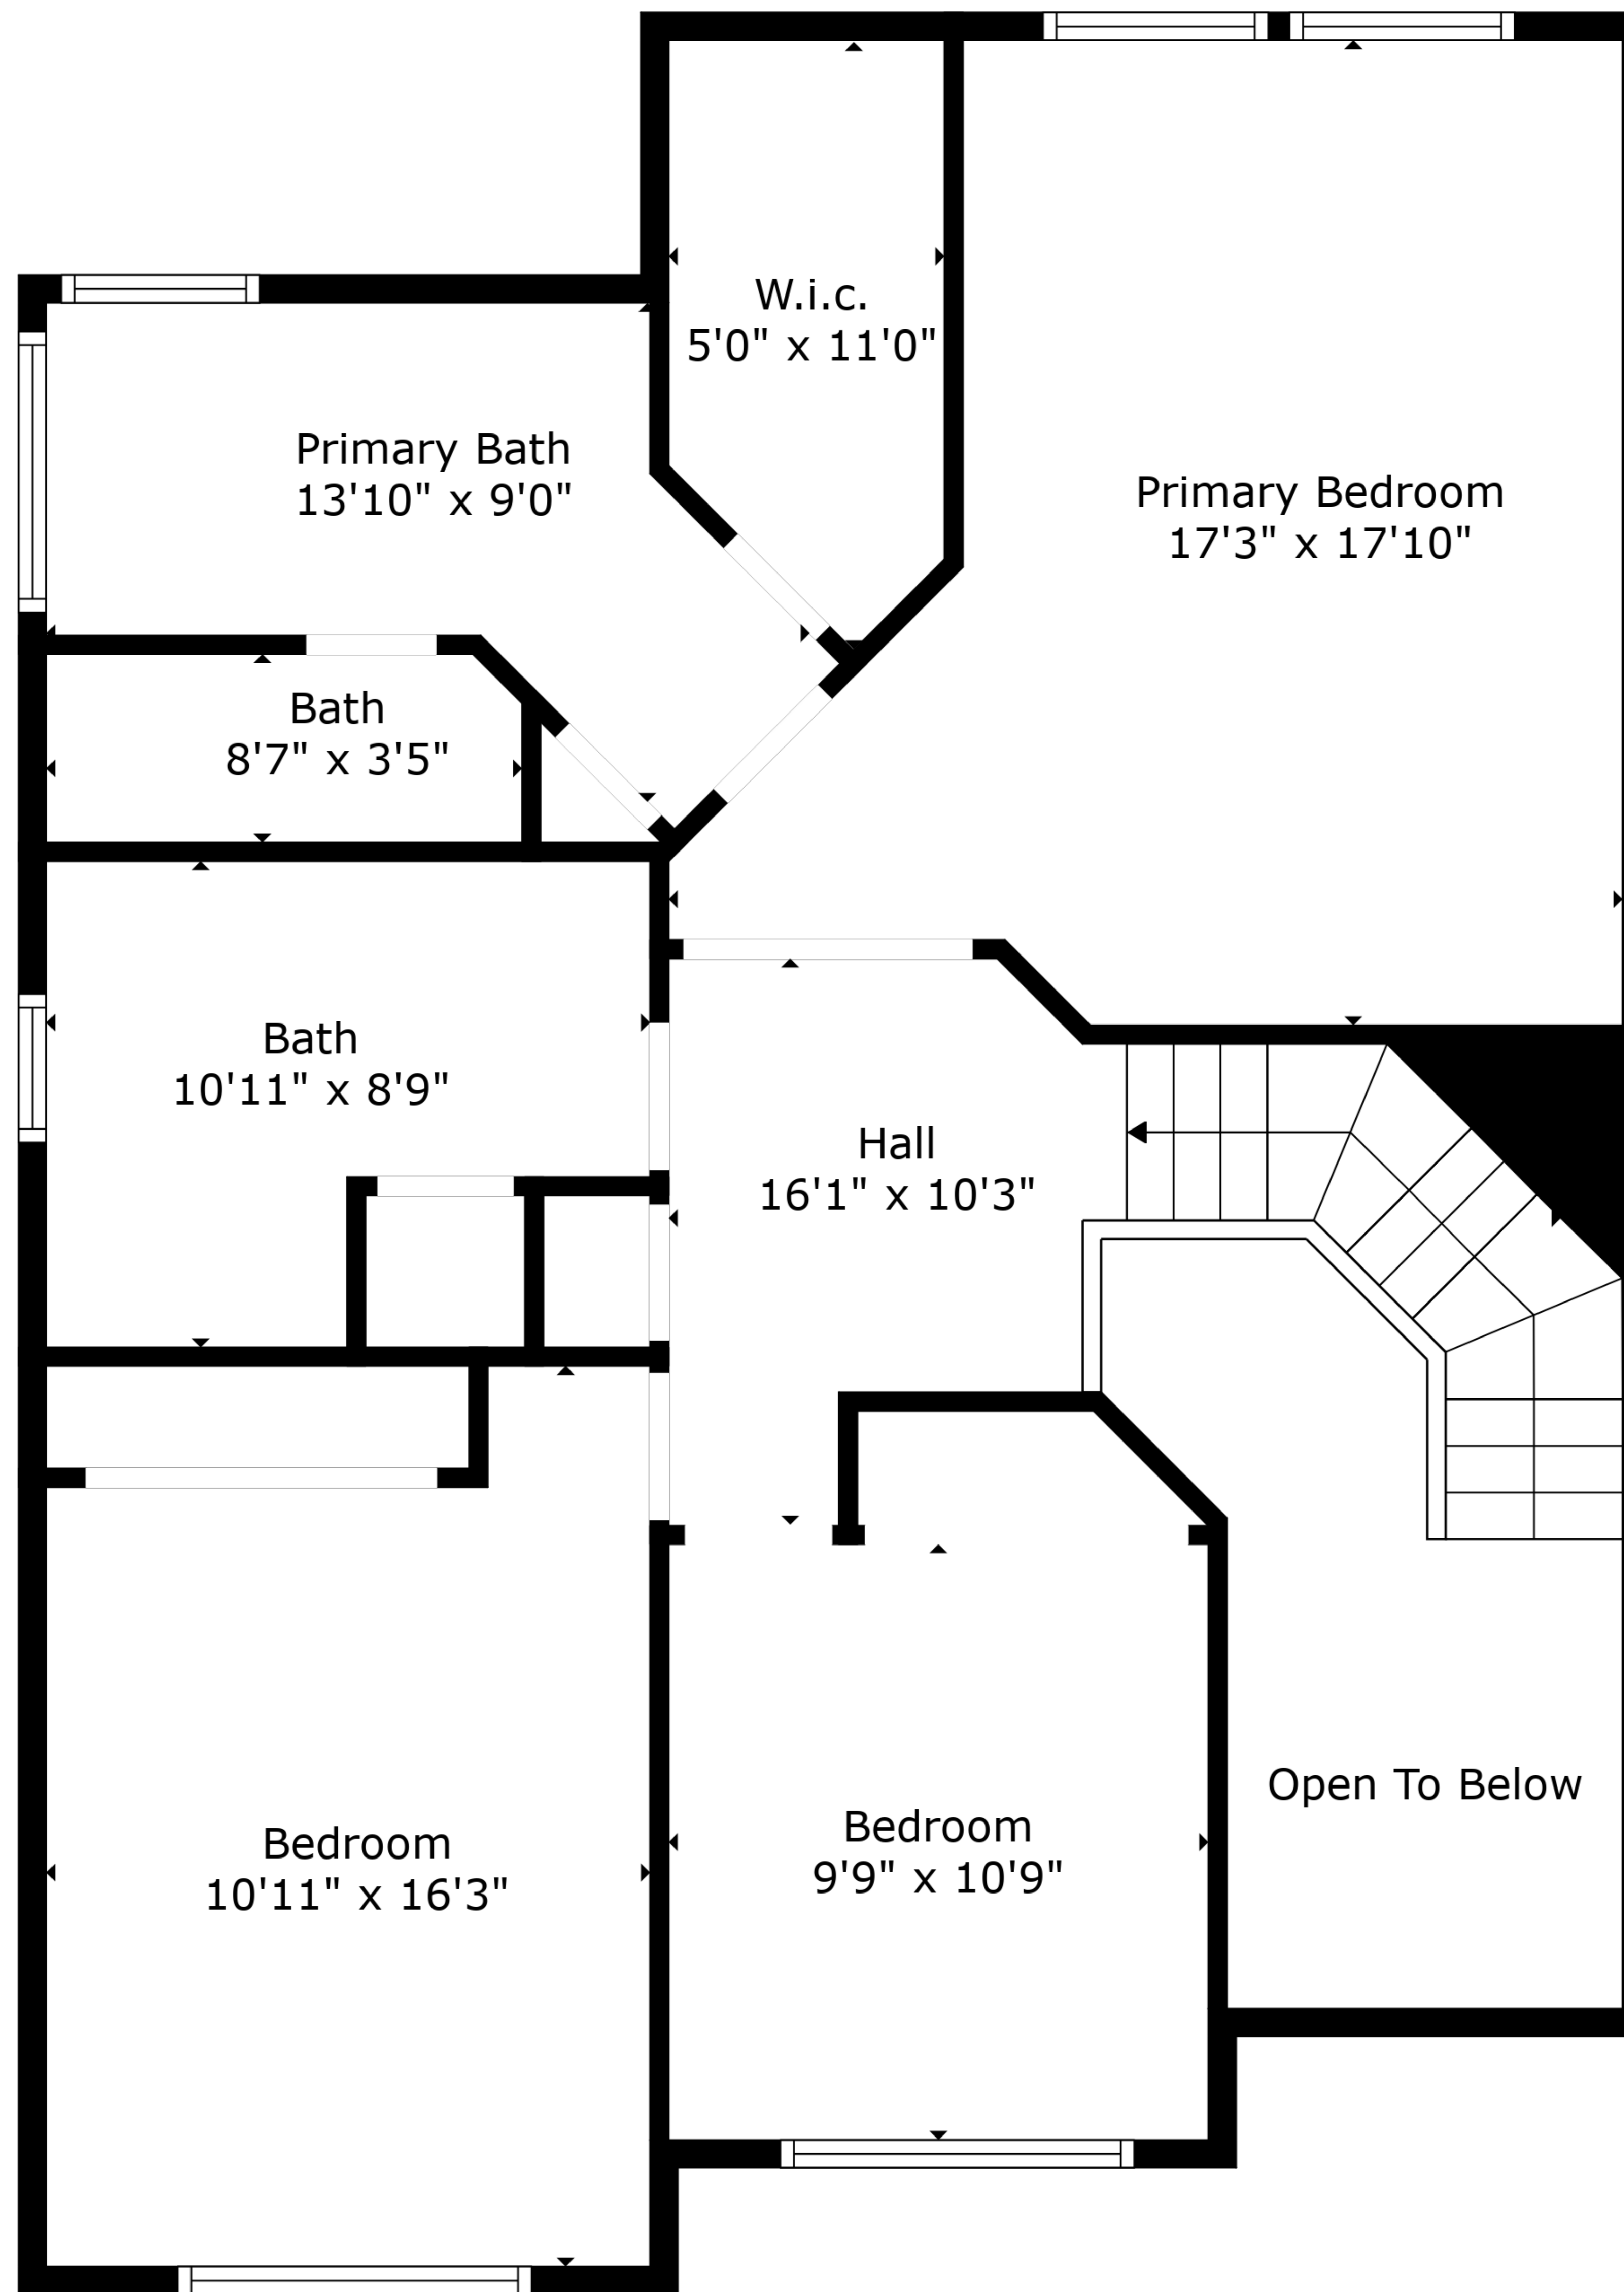 W.i.c.
5'0" x 11'0"
Primary Bath
13'10" x 9'0"
Primary Bedroom
17'3" x 17'10"
Bath
8'7" x 3'5"
Bath
10'11" x 8'9"
Hall
16'1" x 10'3"
Open To Below
Bedroom
9'9" x 10'9"
Bedroom
10'11" x 16'3"